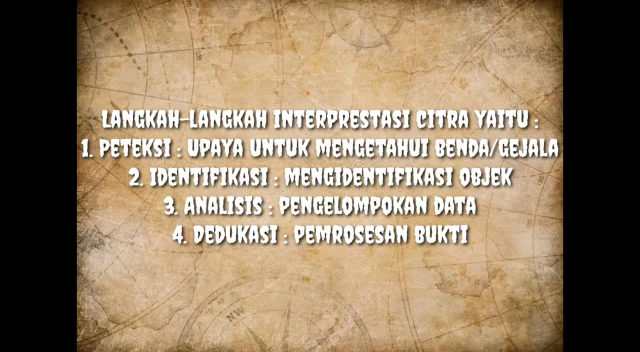 LANGKAH-LANGKAH INTERPRESTASI CITRA YAITU :
1. PETEKSI : UPAYA UNTUK MENGETAHUI BENDA/GEJALA
2. IDENTIFIKASI : MENGIDENTIFIKASI OBJEK
3. ANALISIS : PENGELOMPOKAN DATA
4. DEDUKASI : PEMROSESAN BUKTI